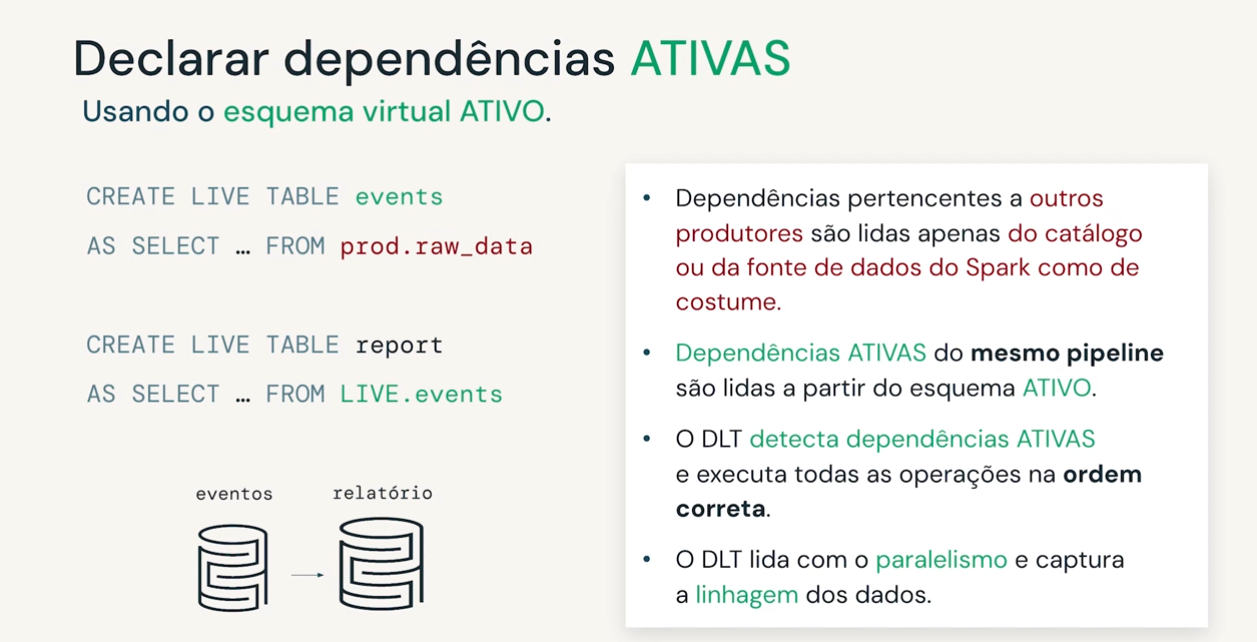 Declarar dependências ATIVAS
Usando o esquema virtual ATIVO.
CREATE LIVE TABLE events
AS SELECT … FROM prod.raw_data
CREATE LIVE TABLE report
AS SELECT … FROM LIVE.events
eventos relatório
• Dependências pertencentes a outros
produtores são lidas apenas do catálogo
ou da fonte de dados do Spark como de
costume.
• Dependências ATIVAS do mesmo pipeline
são lidas a partir do esquema ATIVO.
• O DLT detecta dependências ATIVAS
e executa todas as operações na ordem
correta.
• O DLT lida com o paralelismo e captura
a linhagem dos dados.